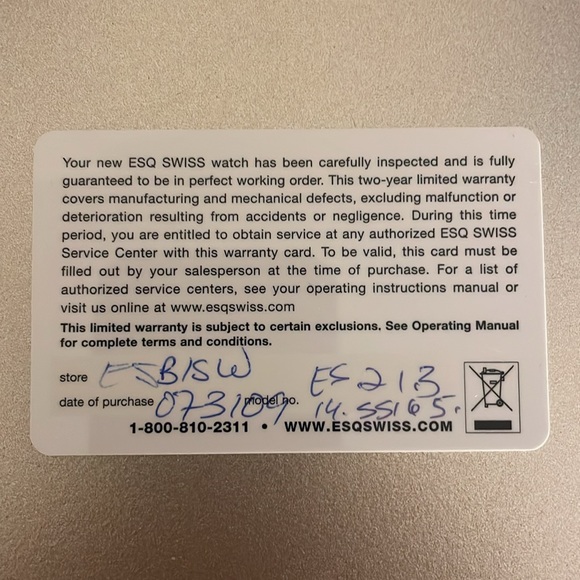 Your new ESQ SWISS watch has been carefully inspected and is fully
guaranteed to be in perfect working order. This two-year limited warranty
covers manufacturing and mechanical defects, excluding malfunction or
deterioration resulting from accidents or negligence. During this time
period, you are entitled to obtain service at any authorized ESQ SWISS
Service Center with this warranty card. To be valid, this card must be
filled out by your salesperson at the time of purchase. For a list of
authorized service centers, see your operating instructions manual or
visit us online at www.esqswiss.com
This limited warranty is subject to certain exclusions. See Operating Manual
for complete terms and conditions.
store
date of purchase 073109 model no. ES213
1-800-810-2311 • WWW.ESQSWISS.COM